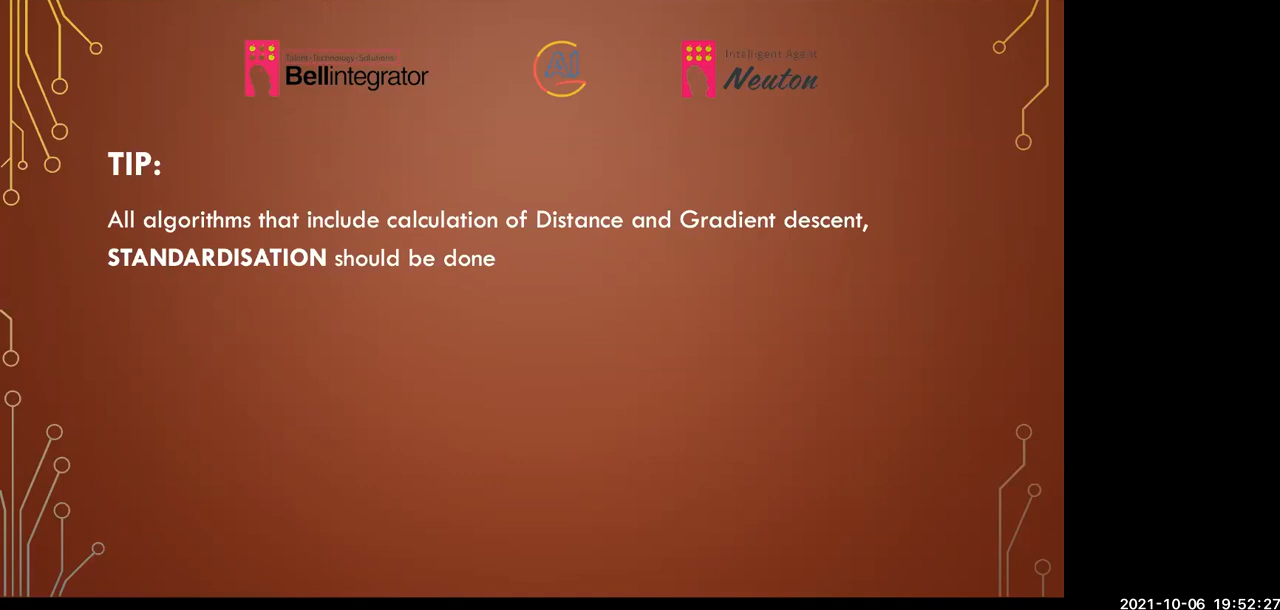 Talent•Technology•Solutions
Bellintegrator
AI
Intelligent Agent
Neuton
TIP:
All algorithms that include calculation of Distance and Gradient descent,
STANDARDISATION should be done
2021-10-06 19:52:27